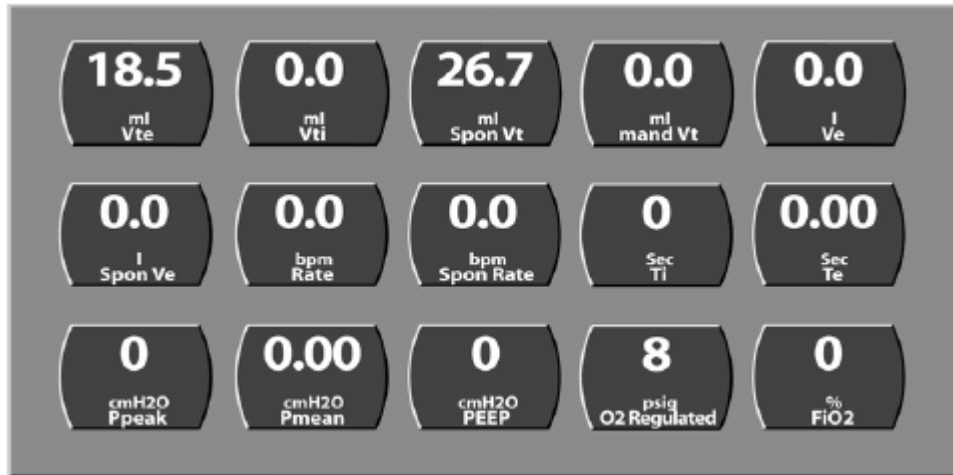 18.5
ml
Vte
0.0
ml
Vti
26.7
ml
Spon Vt
0.0
ml
mand Vt
0.0
l
Ve
0.0
l
Spon Ve
0.0
bpm
Rate
0.0
bpm
Spon Rate
0
Sec
Ti
0.00
Sec
Te
0
cmH2O
Ppeak
0.00
cmH2O
Pmean
0
cmH2O
PEEP
8
psig
O2 Regulated
0
%
FiO2